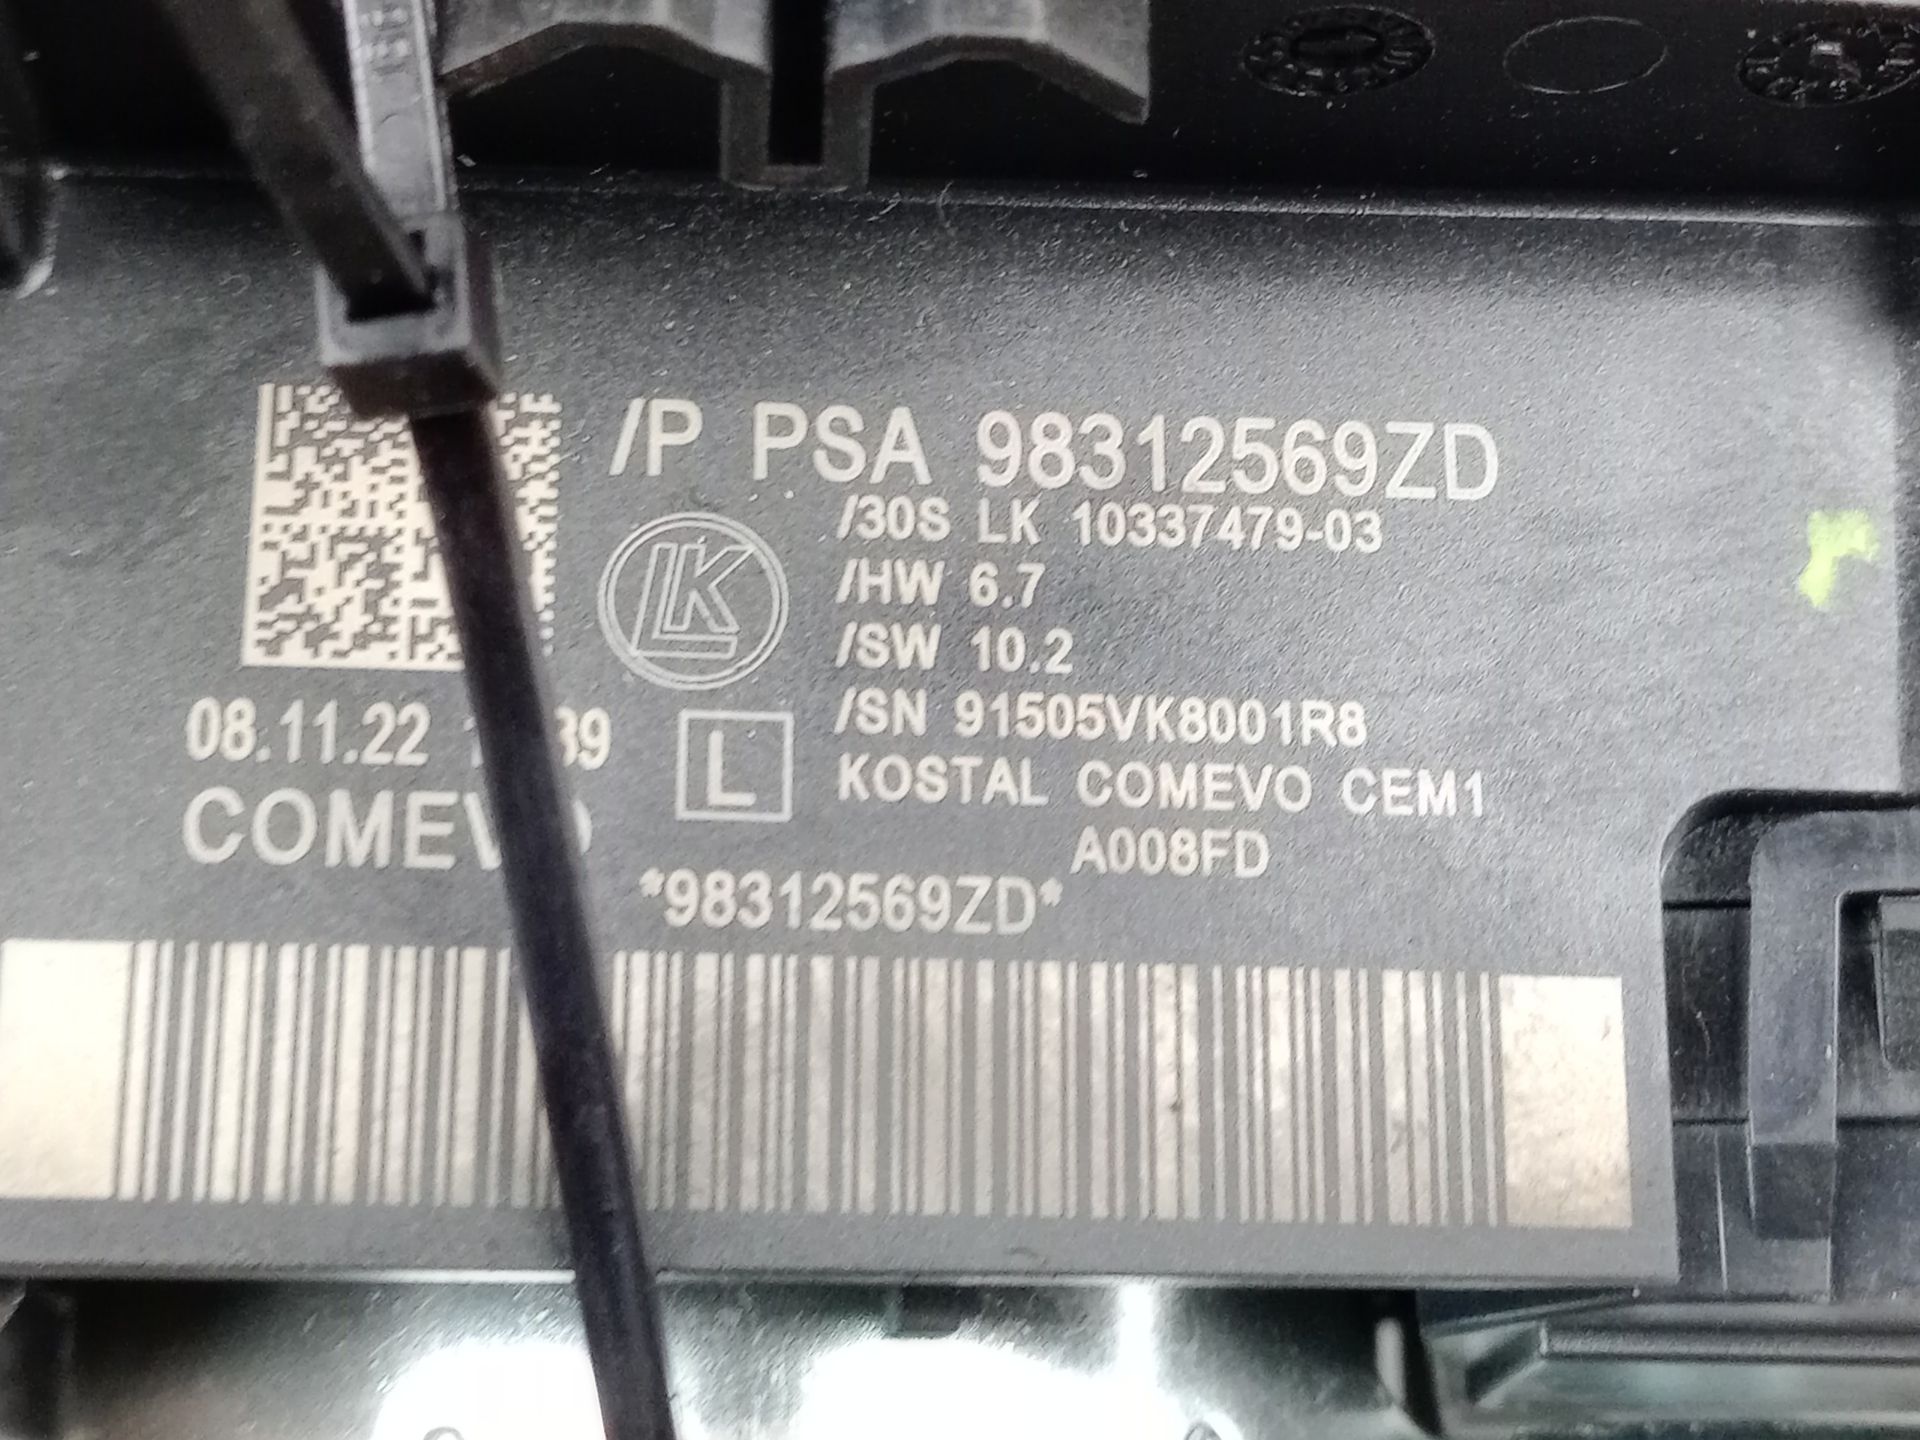 /P PSA 98312569ZD
/30S LK 10337479-03
LK
/HW 6.7
/SW 10.2
/SN 91505VK8001R8
08.11.22
L
KOSTAL COMEVO CEM1
A008FD
*98312569ZD*